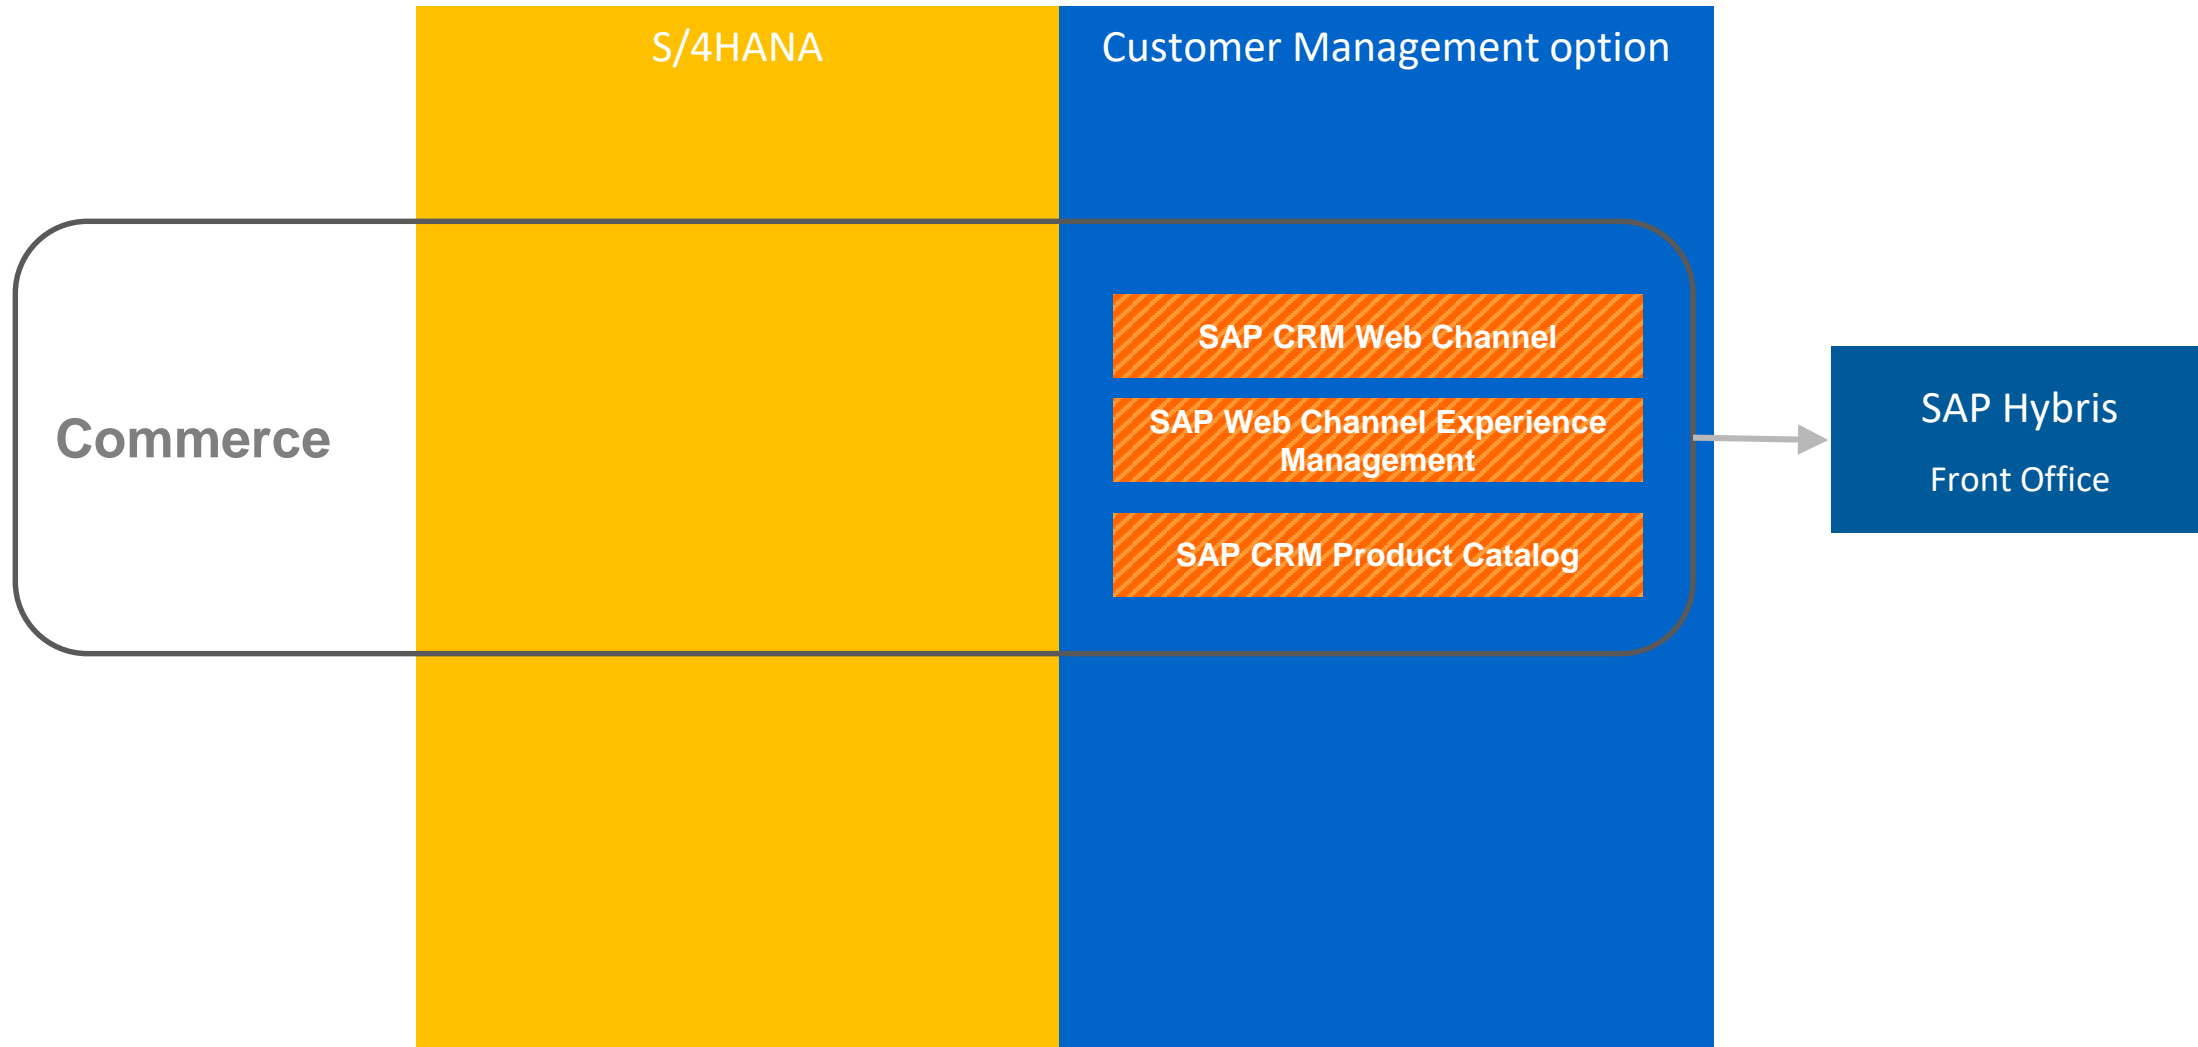 S/4HANA
Customer Management option
Commerce
SAP CRM Web Channel
SAP Web Channel Experience
Management
SAP CRM Product Catalog
SAP Hybris
Front Office